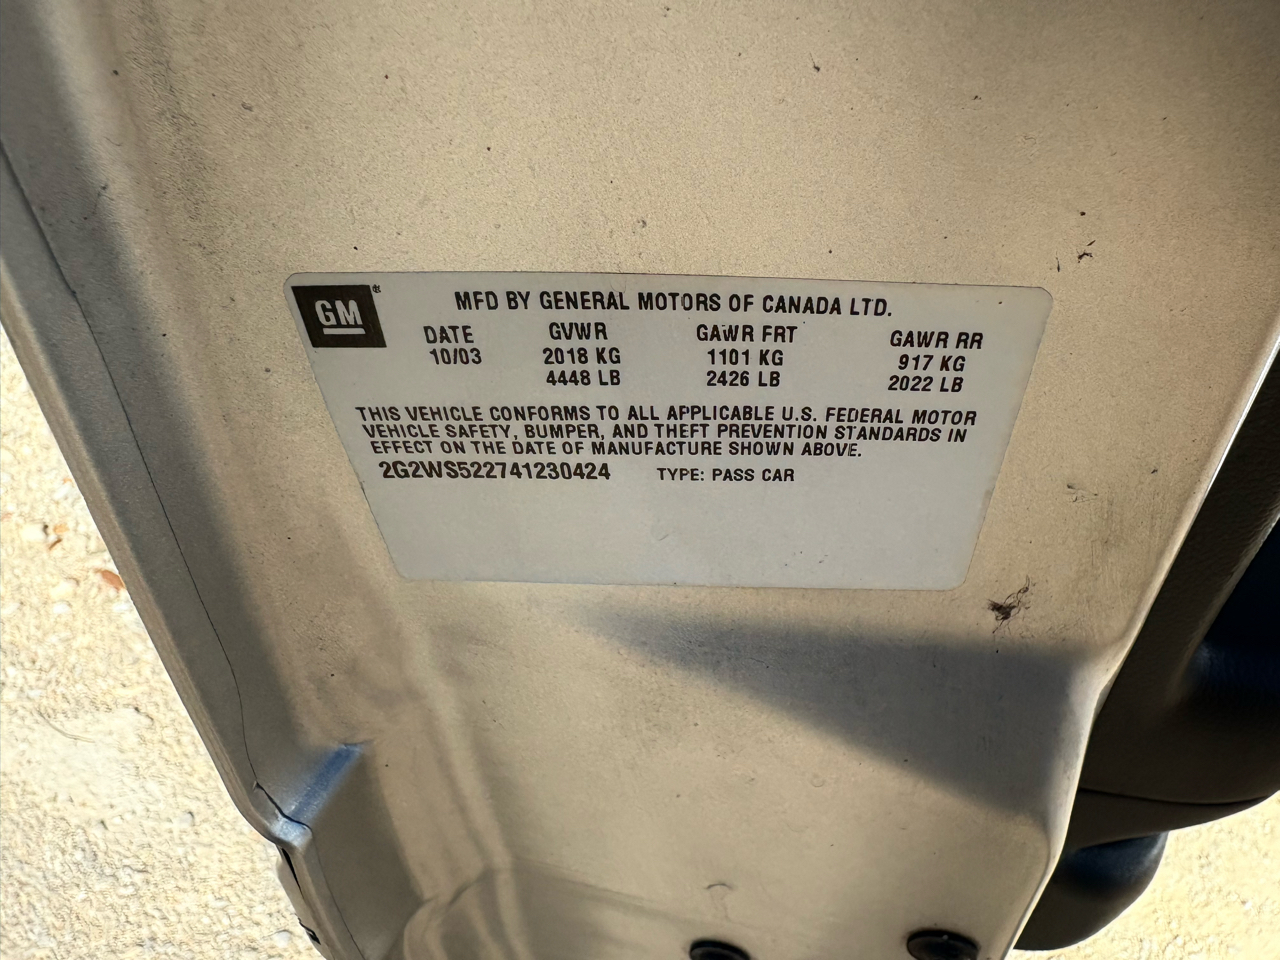 GM
MFD BY GENERAL MOTORS OF CANADA LTD.
DATE GVWR GAWR FRT GAWR RR
10/03 2018 KG 1101 KG 917 KG
4448 LB 2426 LB 2022 LB
THIS VEHICLE CONFORMS TO ALL APPLICABLE U.S. FEDERAL MOTOR
VEHICLE SAFETY, BUMPER, AND THEFT PREVENTION STANDARDS IN
EFFECT ON THE DATE OF MANUFACTURE SHOWN ABOVE.
2G2WS522741230424 TYPE: PASS CAR